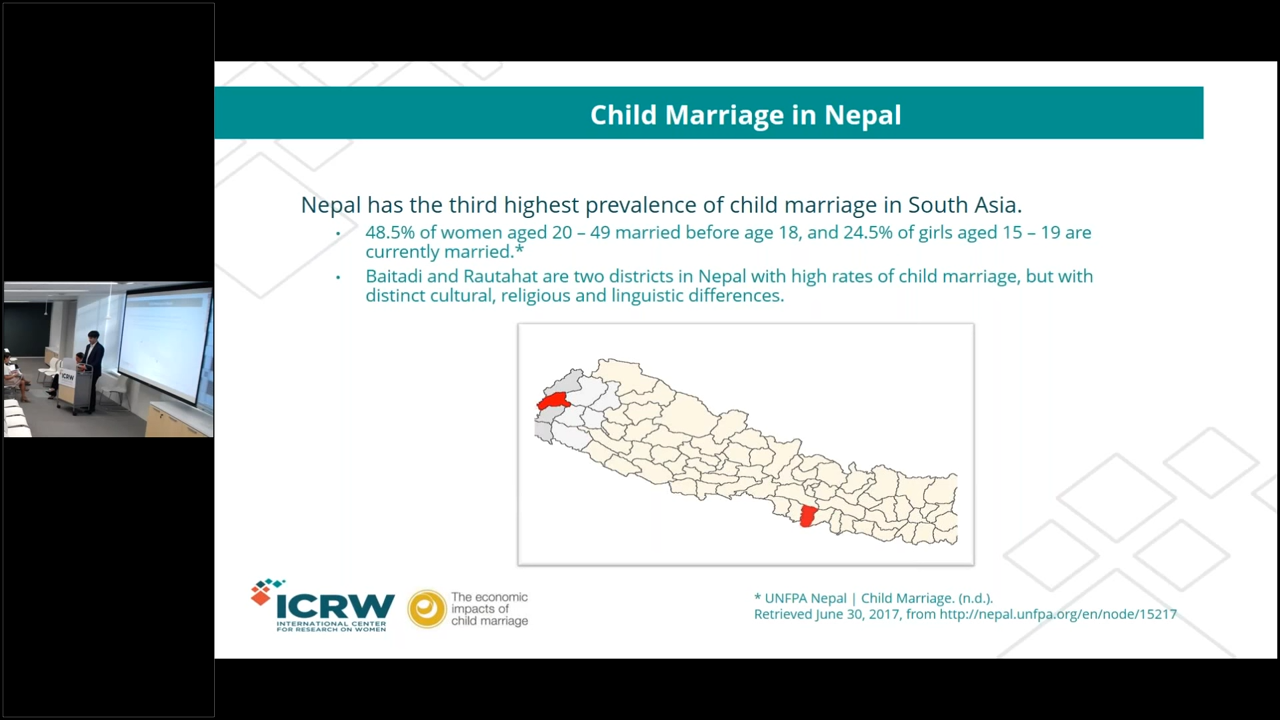 Child Marriage in Nepal
Nepal has the third highest prevalence of child marriage in South Asia.
• 48.5% of women aged 20 – 49 married before age 18, and 24.5% of girls aged 15 – 19 are
currently married.*
• Baitadi and Rautahat are two districts in Nepal with high rates of child marriage, but with
distinct cultural, religious and linguistic differences.
ICRW
ICRW
INTERNATIONAL CENTER
FOR RESEARCH ON WOMEN
The economic
impacts of
child marriage
* UNFPA Nepal | Child Marriage. (n.d.).
Retrieved June 30, 2017, from http://nepal.unfpa.org/en/node/15217